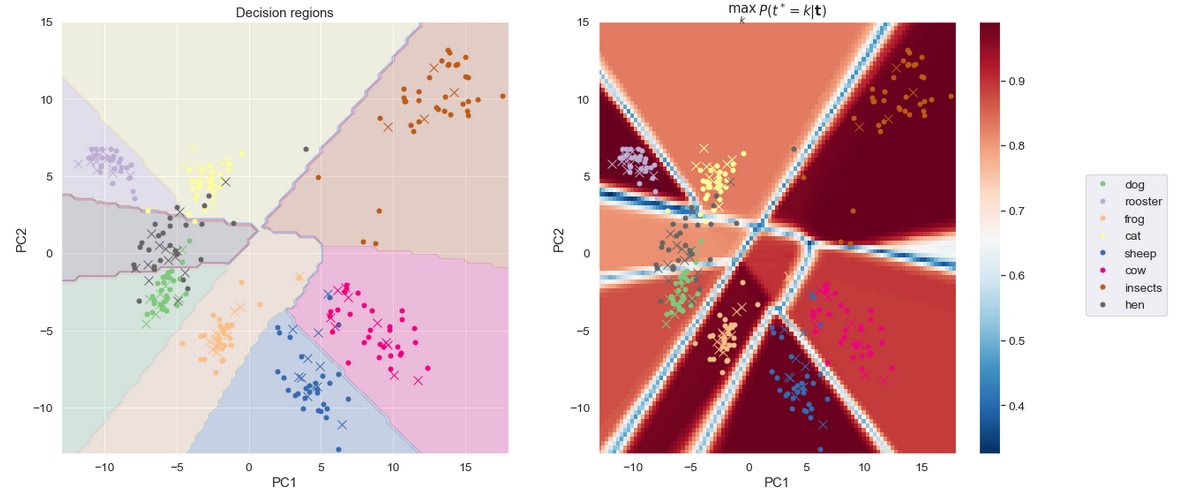 Decision regions
15
10
5
0
−5
−10
PC2
−10 −5 0 5 10 15
PC1
max P(t* = k|t)
k
15
10
5
0
−5
−10
PC2
−10 −5 0 5 10 15
PC1
0.9
0.8
0.7
0.6
0.5
0.4
dog
rooster
frog
cat
sheep
cow
insects
hen